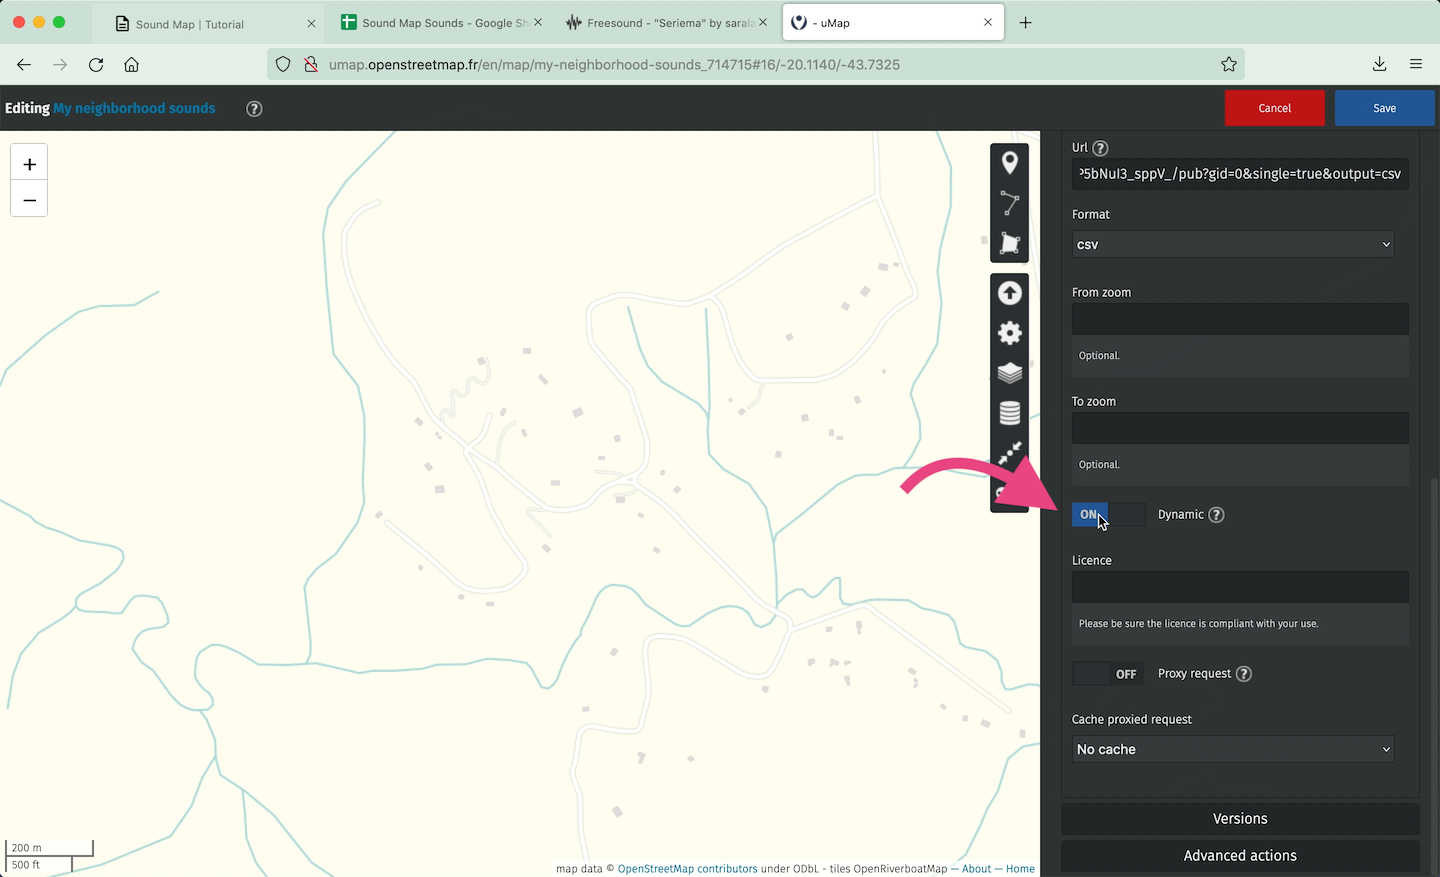 Sound Map | Tutorial
Sound Map Sounds - Google Sh
Freesound - "Seriema" by sarala
- uMap
umap.openstreetmap.fr/en/map/my-neighborhood-sounds_714715#16/-20.1140/-43.7325
Editing My neighborhood sounds ?
Cancel
Save
+
−
Url ?
P5bNuI3_sppV_/pub?gid=0&single=true&output=csv
Format
csv
From zoom
Optional.
To zoom
Optional.
ON Dynamic ?
Licence
Please be sure the licence is compliant with your use.
OFF Proxy request ?
Cache proxied request
No cache
Versions
Advanced actions
200 m
500 ft
map data © OpenStreetMap contributors under ODbL - tiles OpenRiverboatMap — About — Home